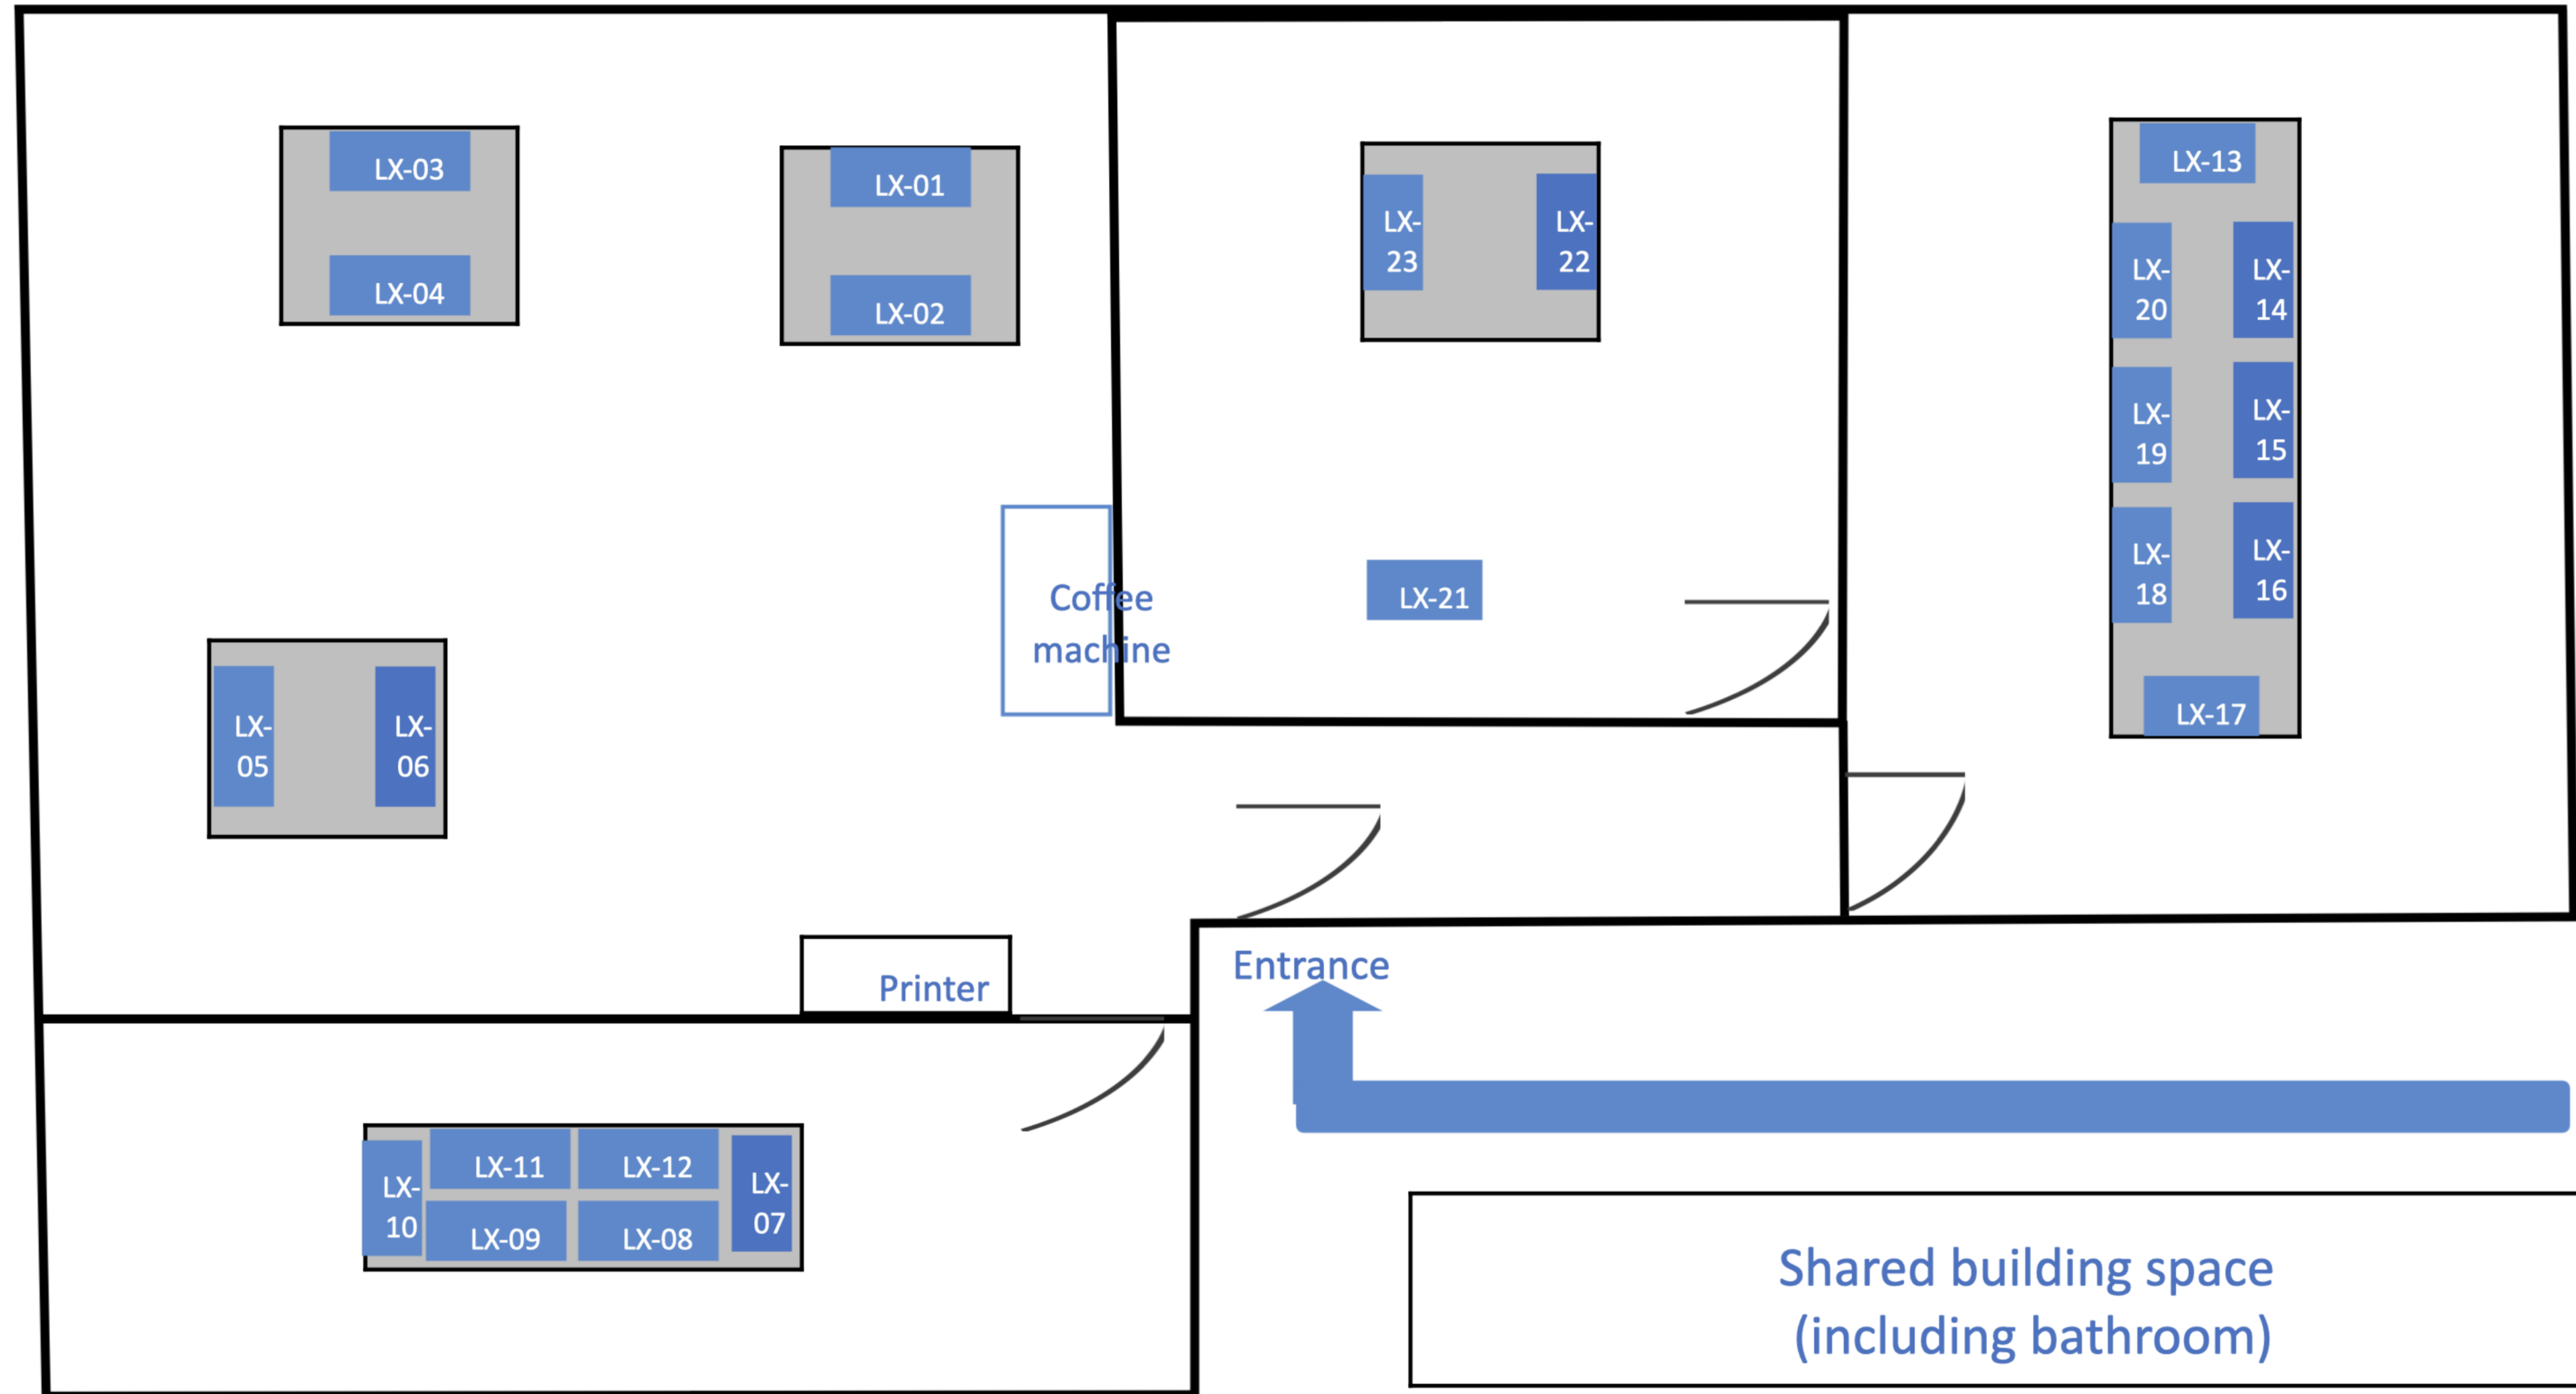 LX-03
LX-04
LX-01
LX-02
LX-
23
LX-
22
LX-13
LX-
20
LX-
14
LX-
19
LX-
15
LX-
18
LX-
16
LX-17
LX-21
Coffee
machine
LX-
05
LX-
06
Printer
Entrance
LX-
10
LX-11
LX-12
LX-09
LX-08
LX-
07
Shared building space
(including bathroom)